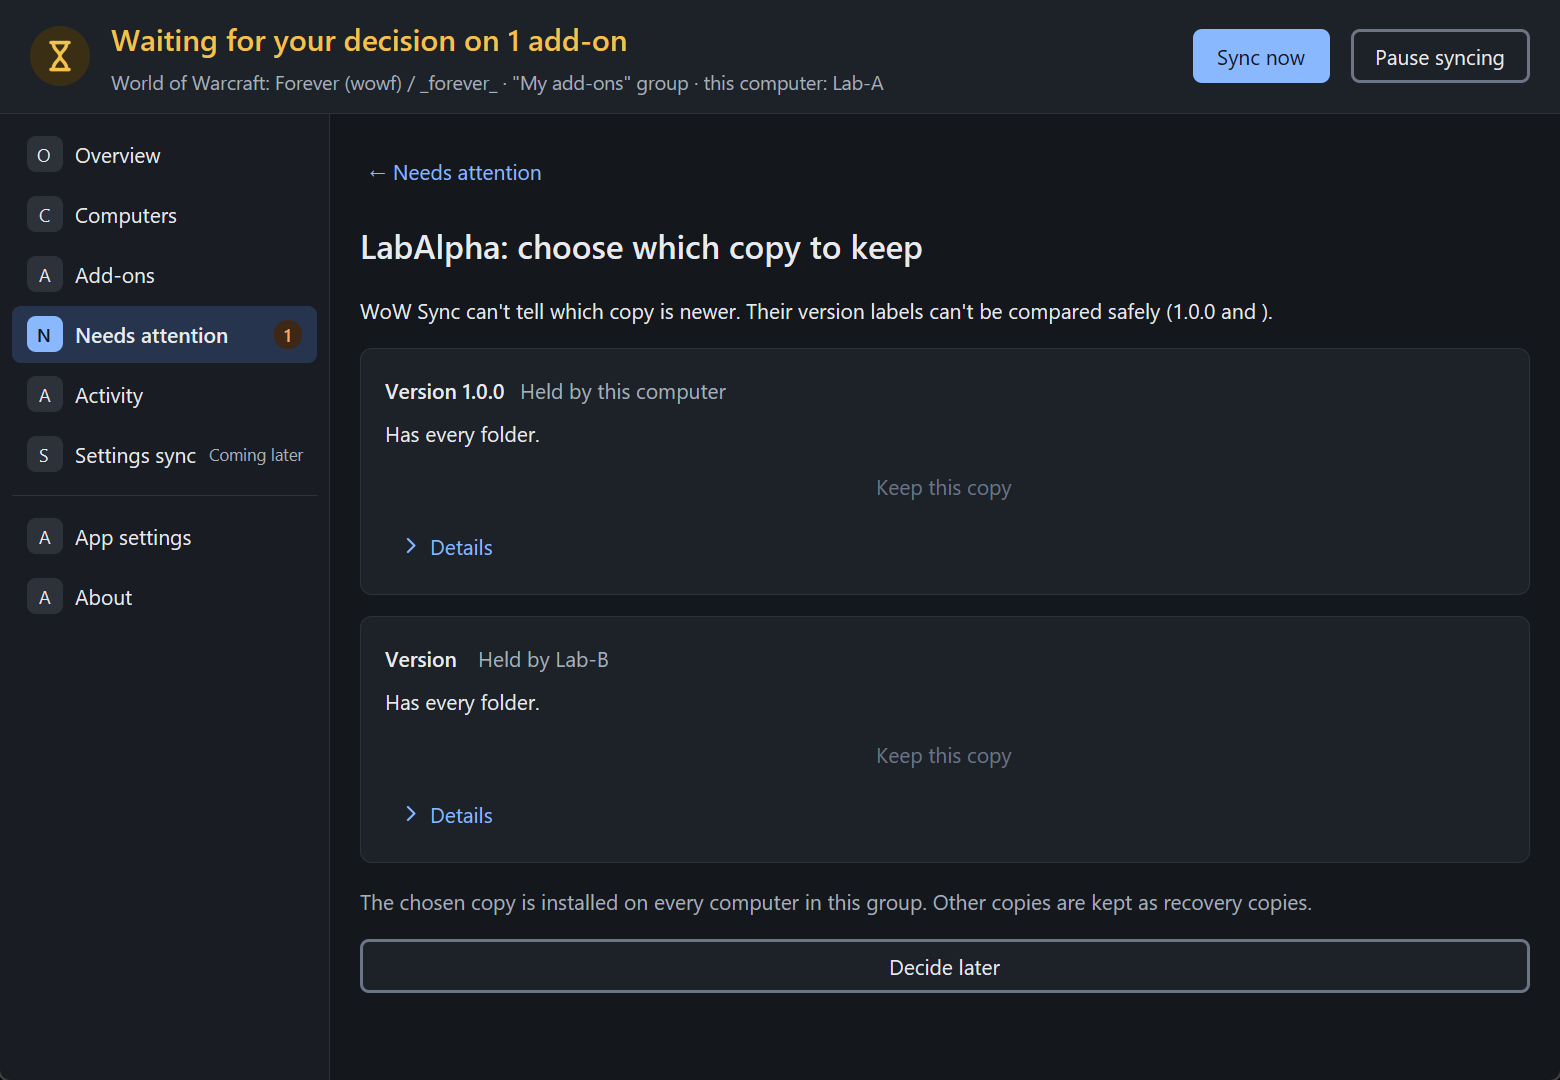 Waiting for your decision on 1 add-on
World of Warcraft: Forever (wowf) / _forever_ · "My add-ons" group · this computer: Lab-A
Sync now
Pause syncing
O Overview
C Computers
A Add-ons
N Needs attention 1
A Activity
S Settings sync Coming later
A App settings
A About
← Needs attention
LabAlpha: choose which copy to keep
WoW Sync can't tell which copy is newer. Their version labels can't be compared safely (1.0.0 and ).
Version 1.0.0 Held by this computer
Has every folder.
Keep this copy
Details
Version Held by Lab-B
Has every folder.
Keep this copy
Details
The chosen copy is installed on every computer in this group. Other copies are kept as recovery copies.
Decide later